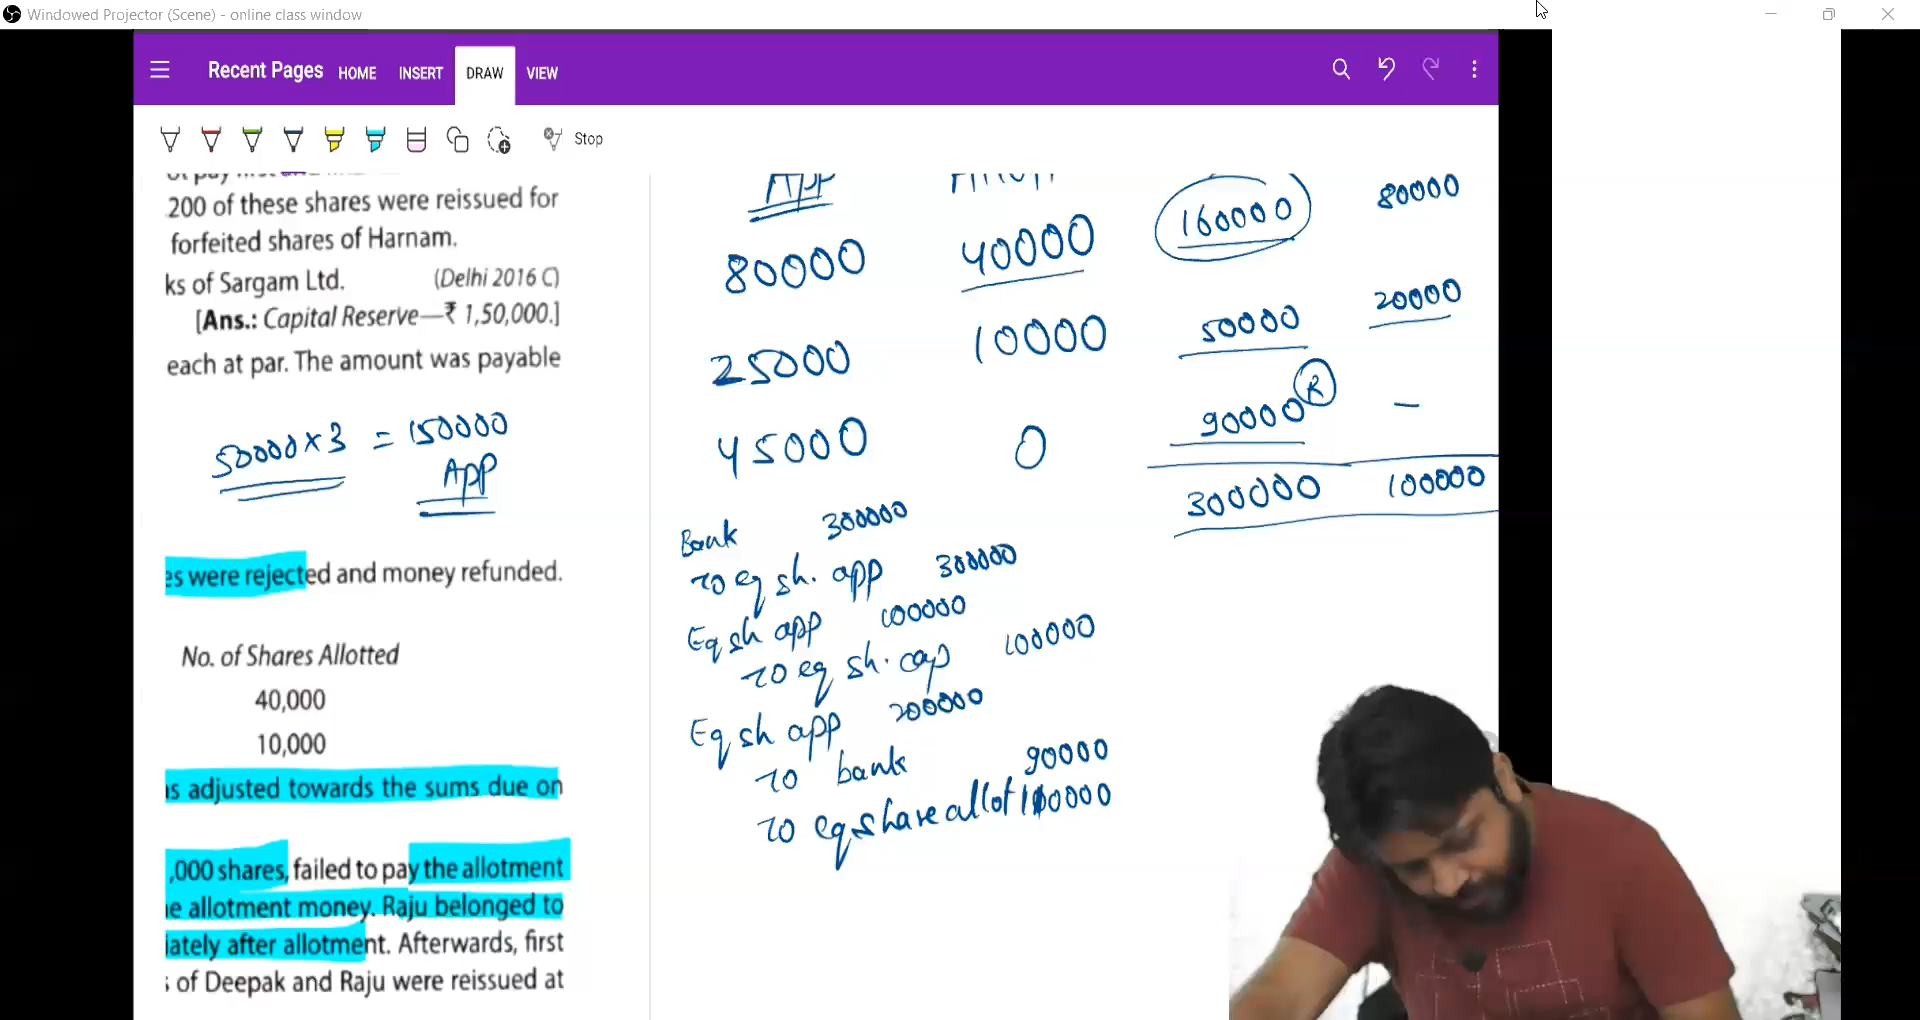 Windowed Projector (Scene) - online class window
Recent Pages HOME INSERT DRAW VIEW
Stop
200 of these shares were reissued for
forfeited shares of Harnam.
ks of Sargam Ltd. (Delhi 2016 C)
[Ans.: Capital Reserve—₹ 1,50,000.]
each at par. The amount was payable
50000 x 3 = 150000
APP
es were rejected and money refunded.
No. of Shares Allotted
40,000
10,000
is adjusted towards the sums due on
,000 shares, failed to pay the allotment
e allotment money. Raju belonged to
iately after allotment. Afterwards, first
s of Deepak and Raju were reissued at
APP
80000 40000 160000 80000
25000 10000 50000 20000
45000 0 90000 R -
300000 100000
Bank 300000
To eq sh. app 300000
Eq sh app 100000
To eq sh. cap 100000
Eq sh app 200000
To bank 90000
To eq share allot 110000